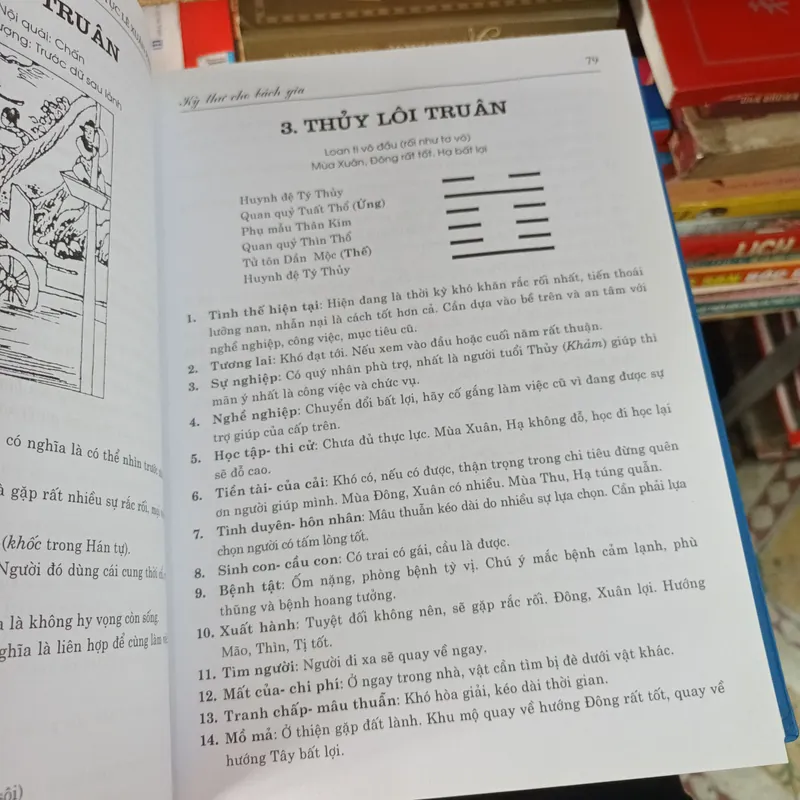 TRUÂN
Nội quái: Chấn
ượng: Trước dữ sau lành
có nghĩa là có thể nhìn trước
à gặp rất nhiều sự rắc rối,
(khốc trong Hán tự).
Người đó dùng cái cung thời
a là không hy vọng còn sống
ghĩa là liên hợp để cùng làm
Kỳ thư cho bách gia
79
3. THỦY LÔI TRUÂN
Loạn ti vô đầu (rối như tơ vò)
Mùa Xuân, Đông rất tốt. Hạ bất lợi
Huynh đệ Tý Thủy
Quan quỷ Tuất Thổ (Ứng)
Phụ mẫu Thân Kim
Quan quỷ Thìn Thổ
Tử tôn Dần Mộc (Thế)
Huynh đệ Tý Thủy
1. Tình thế hiện tại: Hiện đang là thời kỳ khó khăn rắc rối nhất, tiến thoái
lưỡng nan, nhẫn nại là cách tốt hơn cả. Cần dựa vào bề trên và an tâm với
nghề nghiệp, công việc, mục tiêu cũ.
2. Tương lai: Khó đạt tới. Nếu xem vào đầu hoặc cuối năm rất thuận.
3. Sự nghiệp: Có quý nhân phù trợ, nhất là người tuổi Thủy (Khảm) giúp thì
mãn ý nhất là công việc và chức vụ.
4. Nghề nghiệp: Chuyển đổi bất lợi, hãy cố gắng làm việc cũ vì đang được sự
trợ giúp của cấp trên.
5. Học tập- thi cử: Chưa đủ thực lực. Mùa Xuân, Hạ không đỗ, học đi học lại
sẽ đỗ cao.
6. Tiền tài- của cải: Khó có, nếu có được, thận trọng trong chi tiêu đừng quên
ơn người giúp mình. Mùa Đông, Xuân có nhiều. Mùa Thu, Hạ túng quẫn.
7. Tình duyên- hôn nhân: Mâu thuẫn kéo dài do nhiều sự lựa chọn. Cần phải lựa
chọn người có tấm lòng tốt.
8. Sinh con- cầu con: Có trai có gái, cầu là được.
9. Bệnh tật: Ốm nặng, phòng bệnh tỳ vị. Chú ý mắc bệnh cảm lạnh, phù
thũng và bệnh hoang tưởng.
10. Xuất hành: Tuyệt đối không nên, sẽ gặp rắc rối. Đông, Xuân lợi. Hướng
Mão, Thìn, Tị tốt.
11. Tìm người: Người đi xa sẽ quay về ngay.
12. Mất của- chi phí: Ở ngay trong nhà, vật cần tìm bị đè dưới vật khác.
13. Tranh chấp- mâu thuẫn: Khó hòa giải, kéo dài thời gian.
14. Mồ mả: Ở thiện gặp đất lành. Khu mộ quay về hướng Đông rất tốt, quay về
hướng Tây bất lợi.
LỊCH